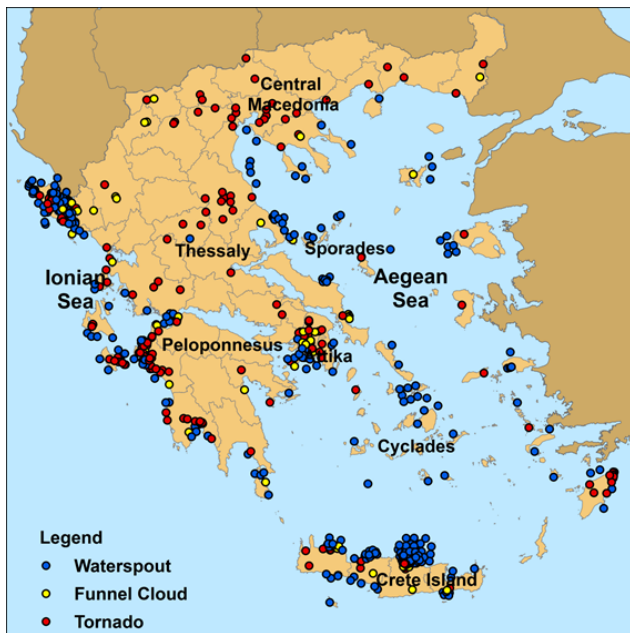 Central
Macedonia
Thessaly
Sporades
Ionian
Sea
Aegean
Sea
Peloponnesus
Attika
Cyclades
Crete Island
Legend
Waterspout
Funnel Cloud
Tornado